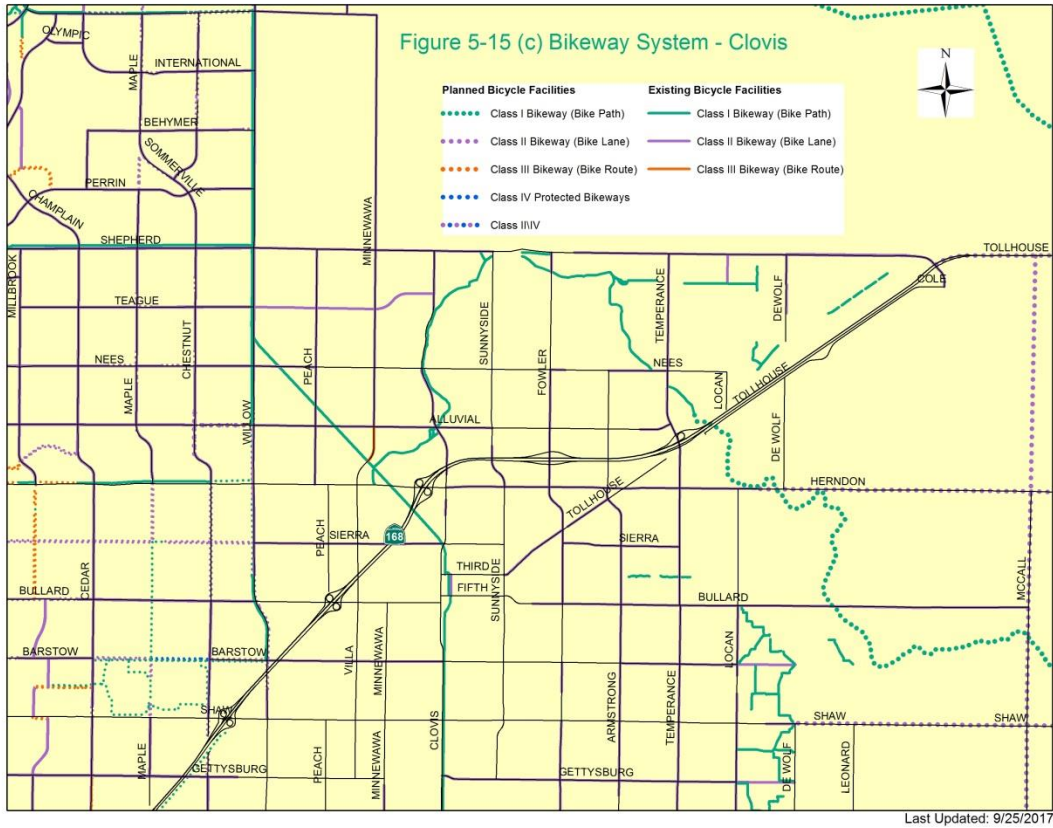 Figure 5-15 (c) Bikeway System - Clovis
N
Planned Bicycle Facilities
Class I Bikeway (Bike Path)
Class II Bikeway (Bike Lane)
Class III Bikeway (Bike Route)
Class IV Protected Bikeways
Class II\IV
Existing Bicycle Facilities
Class I Bikeway (Bike Path)
Class II Bikeway (Bike Lane)
Class III Bikeway (Bike Route)
OLYMPIC
MAPLE
INTERNATIONAL
BEHYMER
SOMMERVILLE
PERRIN
CHAMPLAIN
SHEPHERD
MINNEWAWA
TOLLHOUSE
COLE
MILLBROOK
TEAGUE
CHESTNUT
SUNNYSIDE
TEMPERANCE
DEWOLF
NEES
PEACH
FOWLER
NEES
LOCAN
TOLLHOUSE
MAPLE
WILLOW
ALLUVIAL
DE WOLF
HERNDON
TOLLHOUSE
168
PEACH
SIERRA
SIERRA
CEDAR
THIRD
FIFTH
SUNNYSIDE
BULLARD
BULLARD
MCCALL
BARSTOW
BARSTOW
VILLA
MINNEWAWA
LOCAN
ARMSTRONG
TEMPERANCE
SHAW
CLOVIS
SHAW
SHAW
MAPLE
GETTYSBURG
PEACH
MINNEWAWA
GETTYSBURG
DE WOLF
LEONARD
Last Updated: 9/25/2017